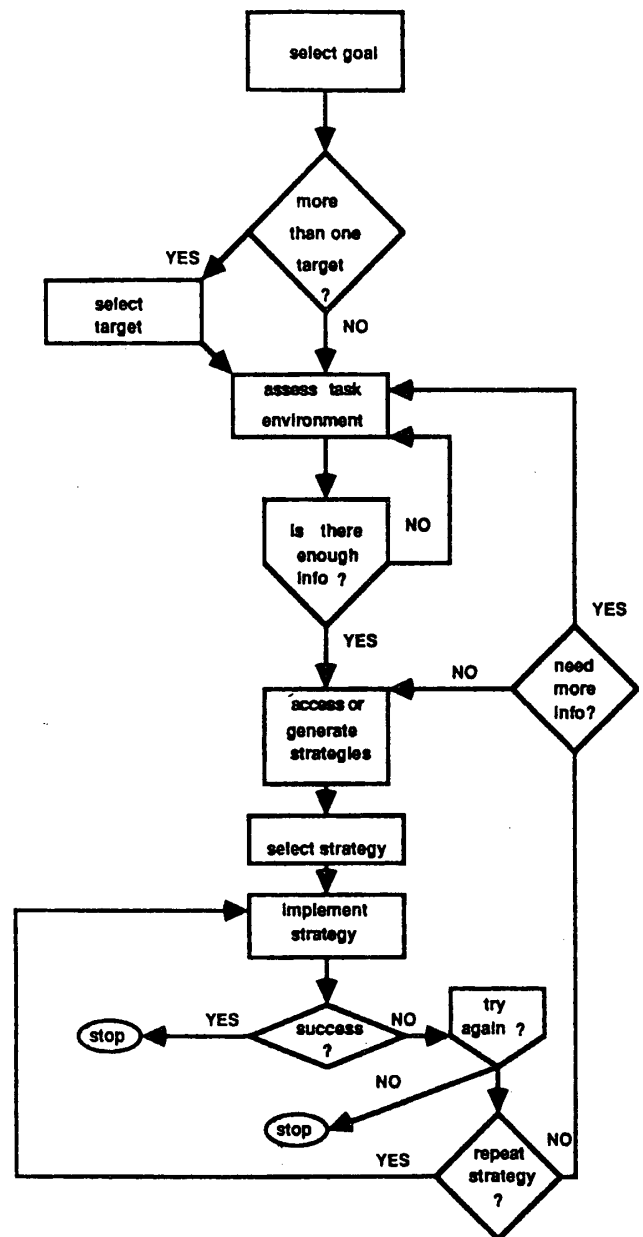 select goal
more
than one
target
?
YES
select
target
NO
assess task
environment
is there
enough
info ?
NO
YES
YES
need
more
info?
NO
access or
generate
strategies
select strategy
implement
strategy
success
?
YES
stop
NO
try
again ?
NO
stop
repeat
strategy
?
YES
NO